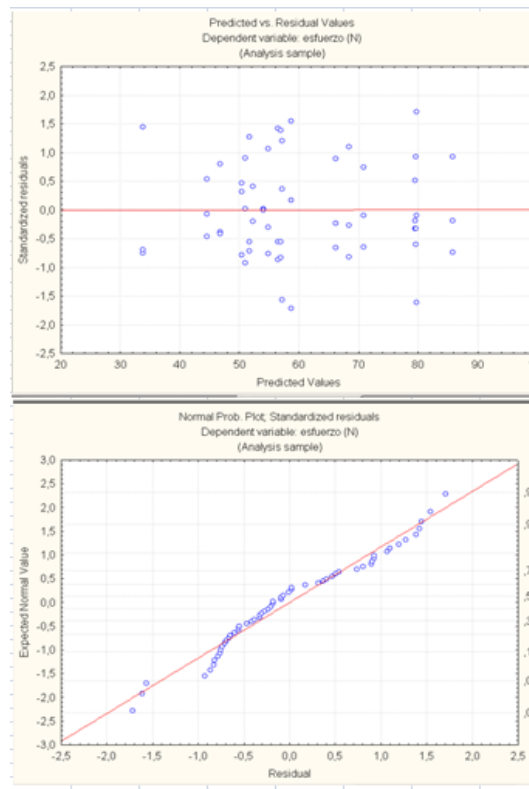 Predicted vs. Residual Values
Dependent variable: esfuerzo (N)
(Analysis sample)
2,5
2,0
1,5
1,0
0,5
0,0
-0,5
-1,0
-1,5
-2,0
-2,5
Standardized residuals
20 30 40 50 60 70 80 90
Predicted Values
Normal Prob. Plot; Standardized residuals
Dependent variable: esfuerzo (N)
(Analysis sample)
3,0
2,5
2,0
1,5
1,0
0,5
0,0
-0,5
-1,0
-1,5
-2,0
-2,5
-3,0
Expected Normal Value
-2,5 -2,0 -1,5 -1,0 -0,5 0,0 0,5 1,0 1,5 2,0 2,5
Residual